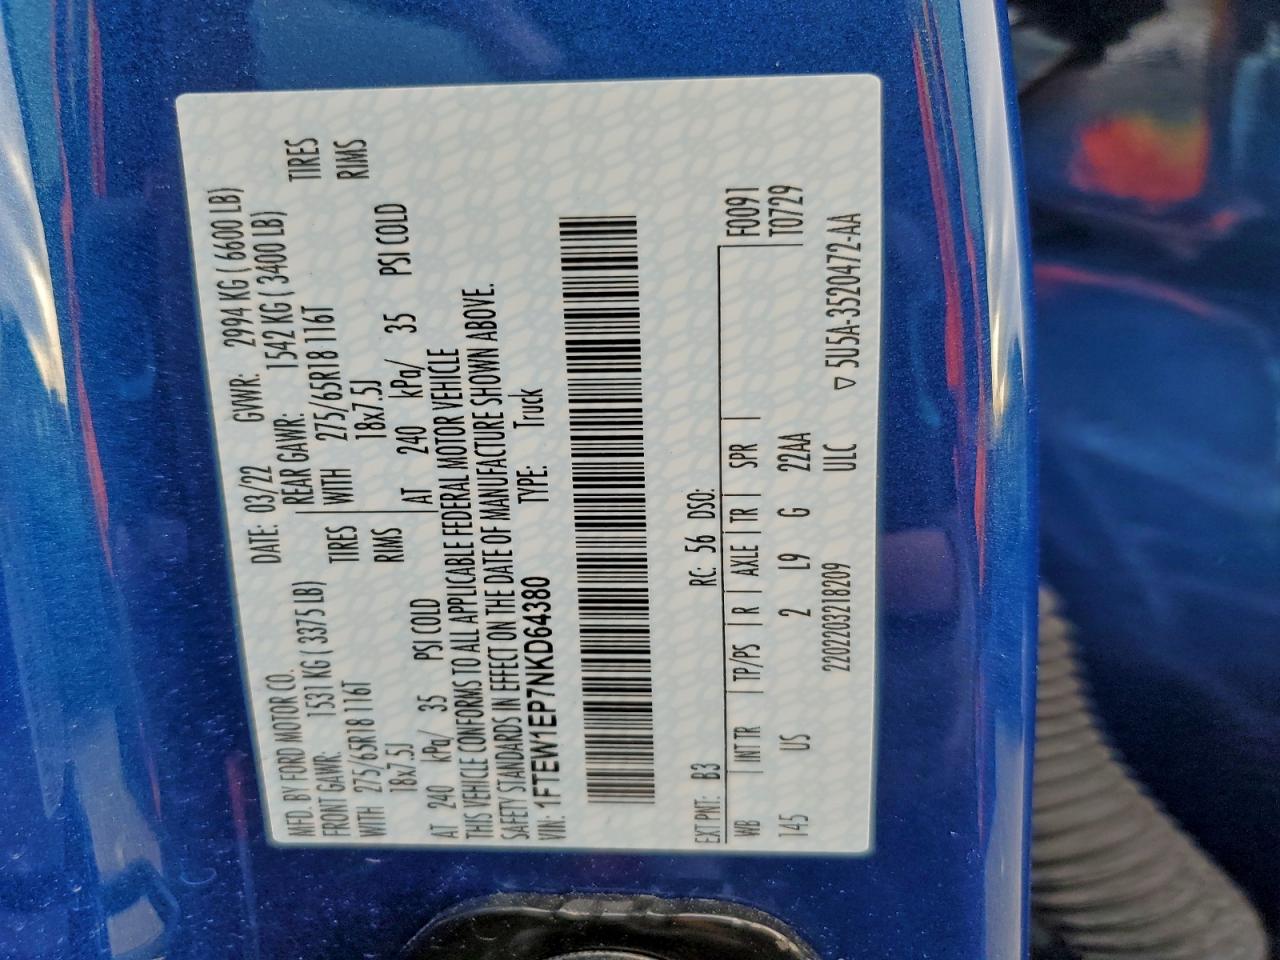 MFD. BY FORD MOTOR CO.
DATE: 03/22 GVWR: 2994 KG ( 6600 LB)
FRONT GAWR: 1531 KG ( 3375 LB) REAR GAWR: 1542 KG ( 3400 LB)
WITH 275/65R18 116T TIRES WITH 275/65R18 116T TIRES
18x7.5J RIMS 18x7.5J RIMS
AT 240 kPa/ 35 PSI COLD AT 240 kPa/ 35 PSI COLD
THIS VEHICLE CONFORMS TO ALL APPLICABLE FEDERAL MOTOR VEHICLE
SAFETY STANDARDS IN EFFECT ON THE DATE OF MANUFACTURE SHOWN ABOVE.
VIN: 1FTEW1EP7NKD64380 TYPE: Truck
EXT PNT: B3 RC: 56 DSO:
WB INT TR TP/PS R AXLE TR SPR F0091
145 US 2 L9 G 22AA T0729
2202203218209 ULC ▽ 5U5A-3520472-AA